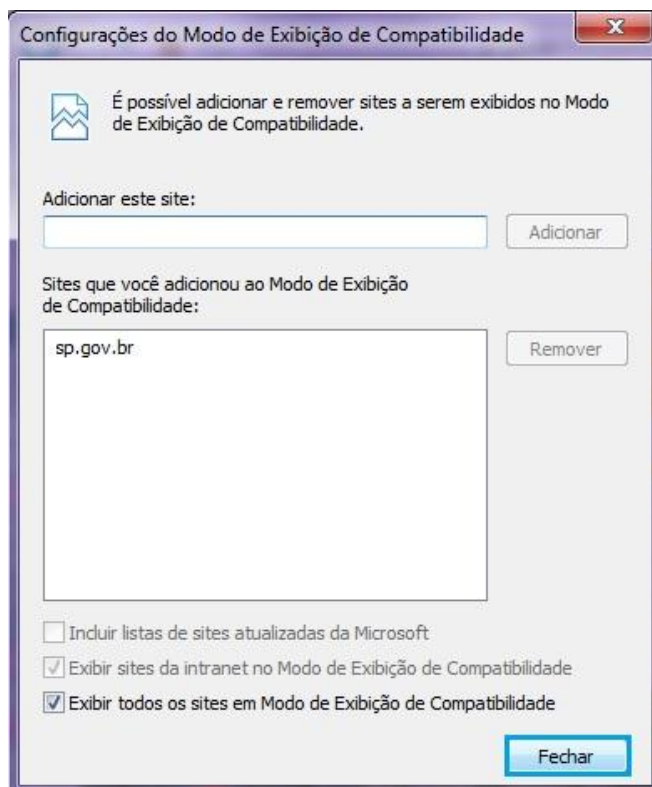 Configurações do Modo de Exibição de Compatibilidade
É possível adicionar e remover sites a serem exibidos no Modo
de Exibição de Compatibilidade.
Adicionar este site:
Adicionar
Sites que você adicionou ao Modo de Exibição
de Compatibilidade:
sp.gov.br
Remover
Incluir listas de sites atualizadas da Microsoft
Exibir sites da intranet no Modo de Exibição de Compatibilidade
Exibir todos os sites em Modo de Exibição de Compatibilidade
Fechar